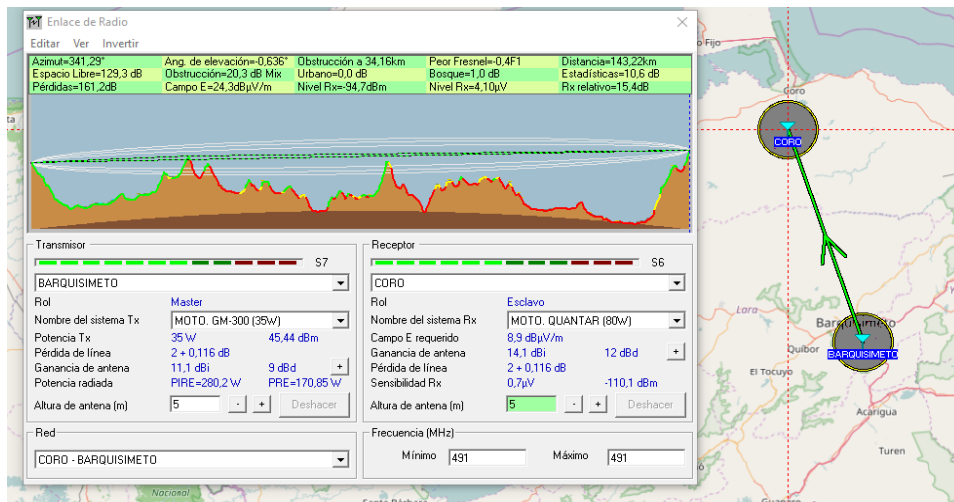 Enlace de Radio
Editar Ver Invertir
Azimut=341,29° Ang. de elevación=-0,636° Obstrucción a 34,16km Peor Fresnel=-0,4F1 Distancia=143,22km
Espacio Libre=129,3 dB Obstrucción=20,3 dB Mix Urbano=0,0 dB Bosque=1,0 dB Estadísticas=10,6 dB
Pérdidas=161,2dB Campo E=24,3dBµV/m Nivel Rx=-94,7dBm Nivel Rx=4,10µV Rx relativo=15,4dB
Transmisor
S7
BARQUISIMETO
Rol Master
Nombre del sistema Tx MOTO. GM-300 (35W)
Potencia Tx 35 W 45,44 dBm
Pérdida de línea 2 + 0,116 dB
Ganancia de antena 11,1 dBi 9 dBd +
Potencia radiada PIRE=280,2 W PRE=170,85 W
Altura de antena (m) 5 - + Deshacer
Receptor
S6
CORO
Rol Esclavo
Nombre del sistema Rx MOTO. QUANTAR (80W)
Campo E requerido 8,9 dBµV/m
Ganancia de antena 14,1 dBi 12 dBd +
Pérdida de línea 2 + 0,116 dB
Sensibilidad Rx 0,7µV -110,1 dBm
Altura de antena (m) 5 - + Deshacer
Red
CORO - BARQUISIMETO
Frecuencia (MHz)
Mínimo 491 Máximo 491
Fijo
Coro
CORO
Lara
Barquisimeto
BARQUISIMETO
Quibor
El Tocuyo
Acarigua
Turen
Nacional